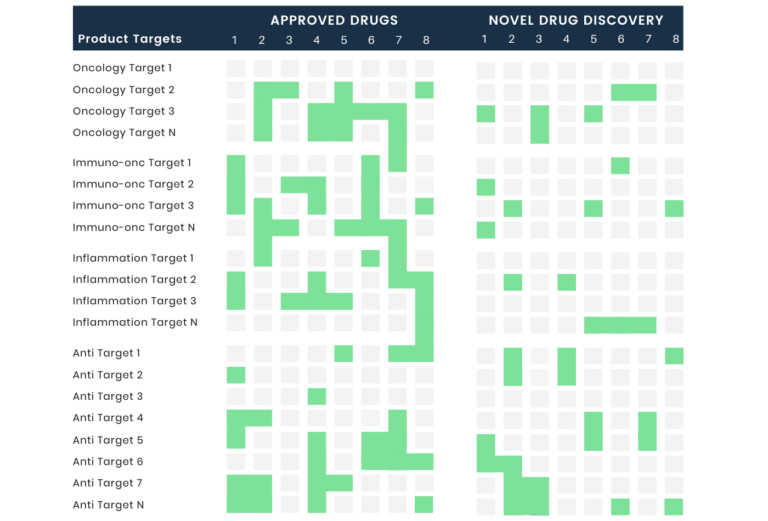 APPROVED DRUGS NOVEL DRUG DISCOVERY
Product Targets 1 2 3 4 5 6 7 8 1 2 3 4 5 6 7 8
Oncology Target 1
Oncology Target 2
Oncology Target 3
Oncology Target N
Immuno-onc Target 1
Immuno-onc Target 2
Immuno-onc Target 3
Immuno-onc Target N
Inflammation Target 1
Inflammation Target 2
Inflammation Target 3
Inflammation Target N
Anti Target 1
Anti Target 2
Anti Target 3
Anti Target 4
Anti Target 5
Anti Target 6
Anti Target 7
Anti Target N